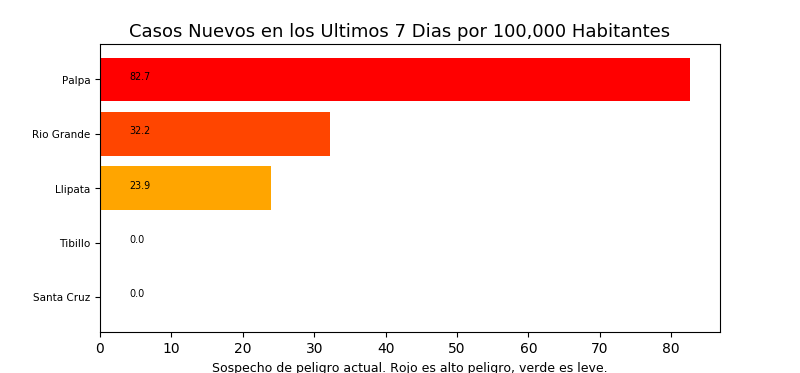 Casos Nuevos en los Ultimos 7 Dias por 100,000 Habitantes
Palpa 82.7
Rio Grande 32.2
Llipata 23.9
Tibillo 0.0
Santa Cruz 0.0
0 10 20 30 40 50 60 70 80
Sospecho de peligro actual. Rojo es alto peligro, verde es leve.